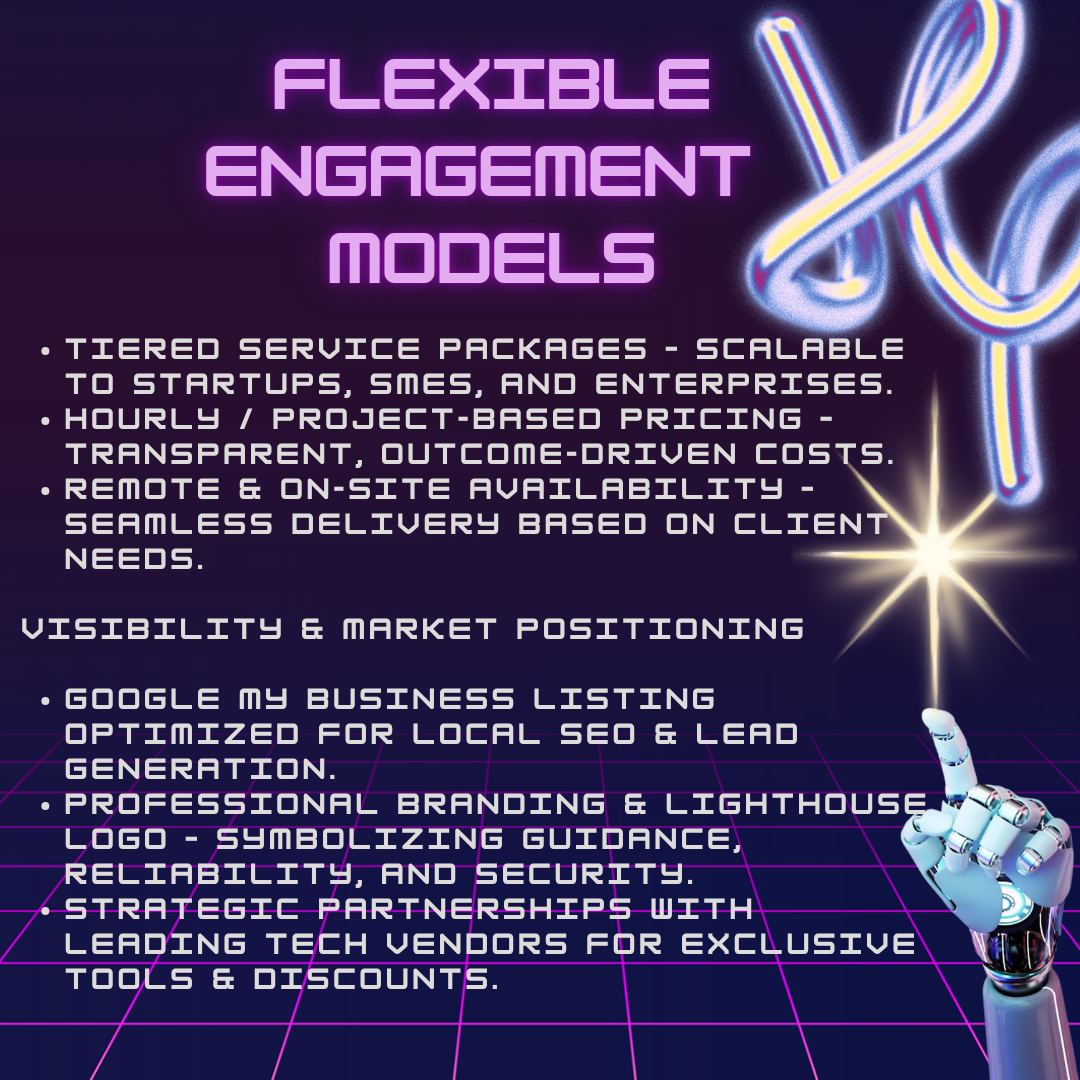 FLEXIBLE
ENGAGEMENT
MODELS
• TIERED SERVICE PACKAGES – SCALABLE
TO STARTUPS, SMES, AND ENTERPRISES.
• HOURLY / PROJECT-BASED PRICING –
TRANSPARENT, OUTCOME-DRIVEN COSTS.
• REMOTE & ON-SITE AVAILABILITY –
SEAMLESS DELIVERY BASED ON CLIENT
NEEDS.
VISIBILITY & MARKET POSITIONING
• GOOGLE MY BUSINESS LISTING
OPTIMIZED FOR LOCAL SEO & LEAD
GENERATION.
• PROFESSIONAL BRANDING & LIGHTHOUSE
LOGO – SYMBOLIZING GUIDANCE,
RELIABILITY, AND SECURITY.
• STRATEGIC PARTNERSHIPS WITH
LEADING TECH VENDORS FOR EXCLUSIVE
TOOLS & DISCOUNTS.